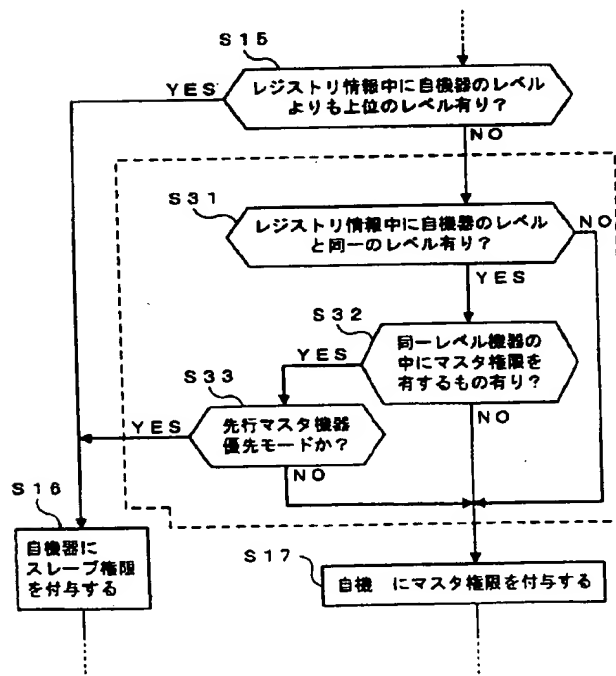 S15
レジストリ情報中に自機器のレベル
よりも上位のレベル有り?
YES
NO
S31
レジストリ情報中に自機器のレベル
と同一のレベル有り?
NO
YES
S32
同一レベル機器の
中にマスタ権限を
有するもの有り?
YES
NO
S33
先行マスタ機器
優先モードか?
YES
NO
S16
自機器に
スレーブ権限
を付与する
S17
自機 にマスタ権限を付与する